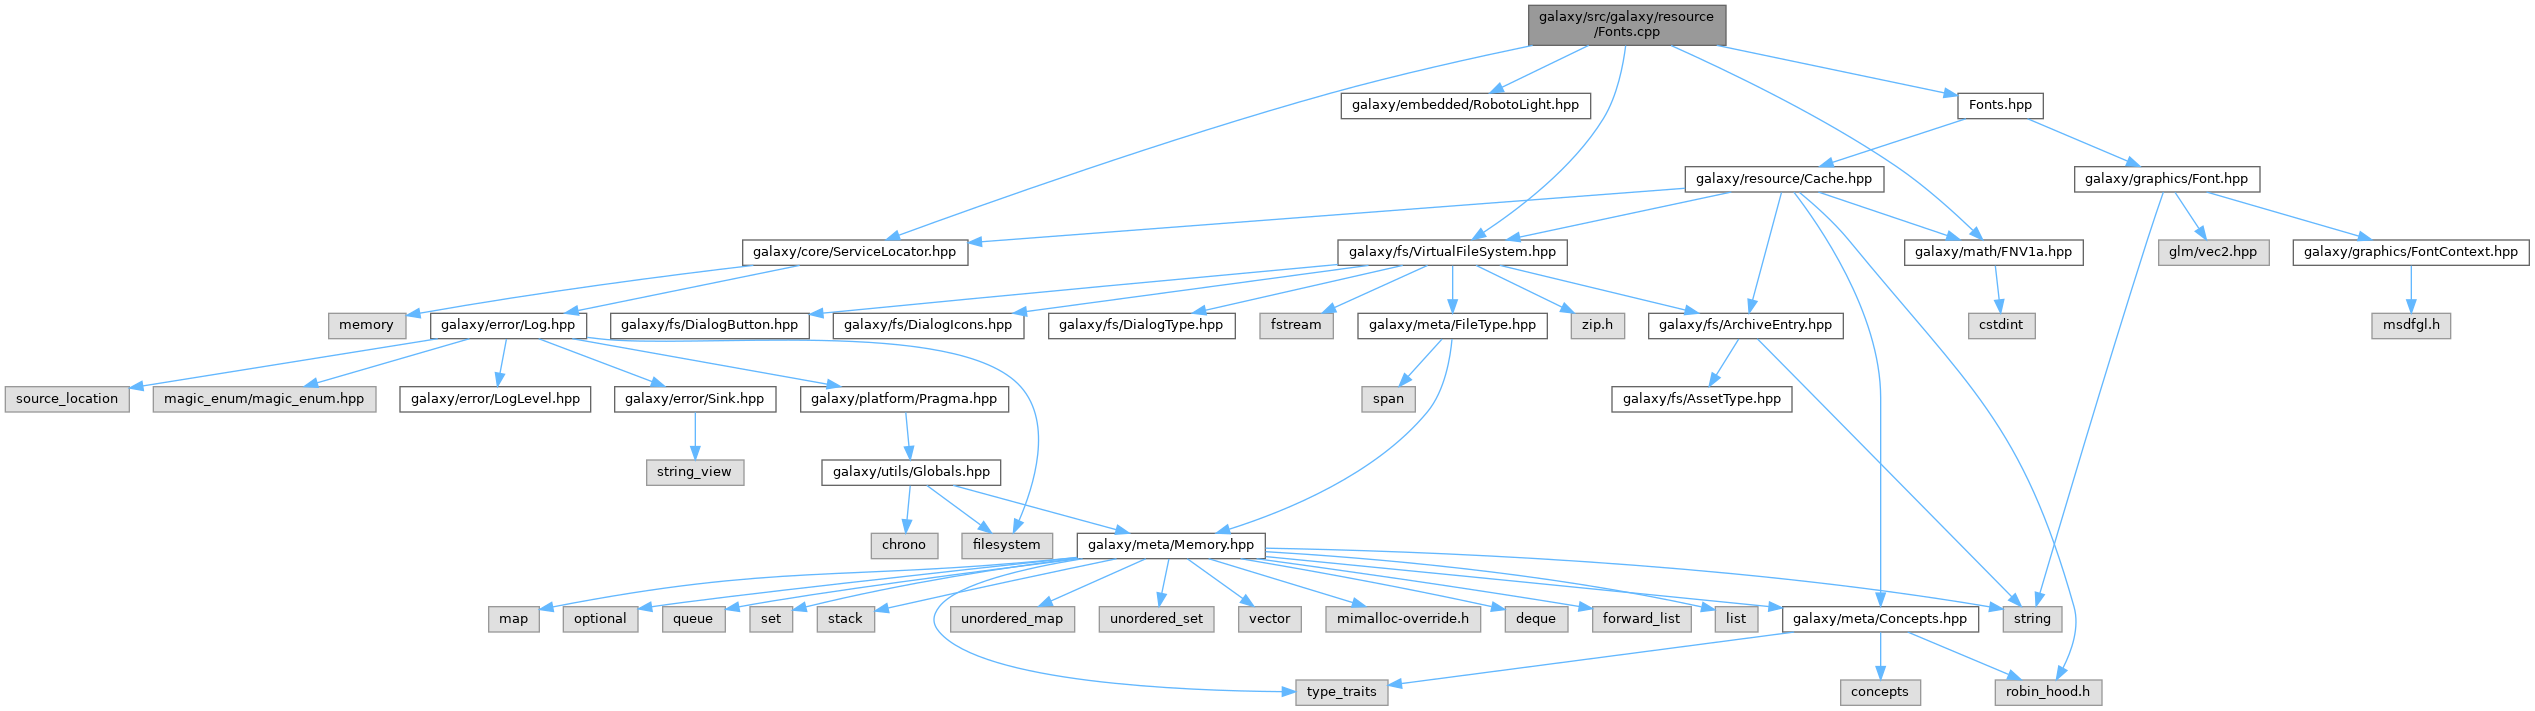 galaxy/src/galaxy/resource
/Fonts.cpp
galaxy/embedded/RobotoLight.hpp
Fonts.hpp
galaxy/resource/Cache.hpp
galaxy/graphics/Font.hpp
galaxy/core/ServiceLocator.hpp
galaxy/fs/VirtualFileSystem.hpp
galaxy/math/FNV1a.hpp
glm/vec2.hpp
galaxy/graphics/FontContext.hpp
memory
galaxy/error/Log.hpp
galaxy/fs/DialogButton.hpp
galaxy/fs/DialogIcons.hpp
galaxy/fs/DialogType.hpp
fstream
galaxy/meta/FileType.hpp
zip.h
galaxy/fs/ArchiveEntry.hpp
cstdint
msdfgl.h
source_location
magic_enum/magic_enum.hpp
galaxy/error/LogLevel.hpp
galaxy/error/Sink.hpp
galaxy/platform/Pragma.hpp
span
galaxy/fs/AssetType.hpp
string_view
galaxy/utils/Globals.hpp
chrono
filesystem
galaxy/meta/Memory.hpp
map
optional
queue
set
stack
unordered_map
unordered_set
vector
mimalloc-override.h
deque
forward_list
list
galaxy/meta/Concepts.hpp
string
type_traits
concepts
robin_hood.h